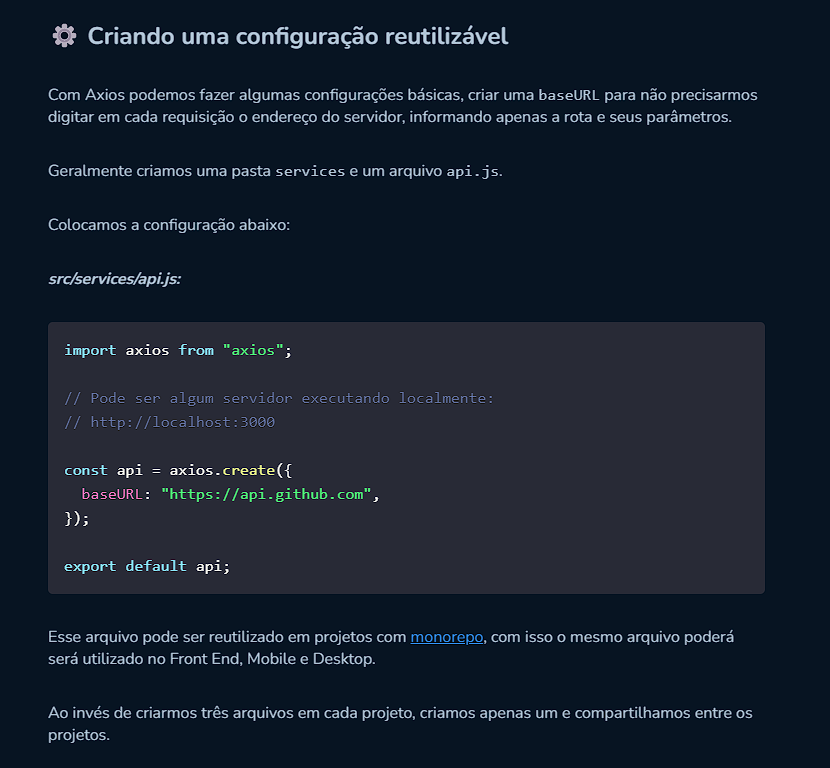 Criando uma configuração reutilizável
Com Axios podemos fazer algumas configurações básicas, criar uma baseURL para não precisarmos
digitar em cada requisição o endereço do servidor, informando apenas a rota e seus parâmetros.
Geralmente criamos uma pasta services e um arquivo api.js.
Colocamos a configuração abaixo:
src/services/api.js:
import axios from "axios";
// Pode ser algum servidor executando localmente:
// http://localhost:3000
const api = axios.create({
  baseURL: "https://api.github.com",
});
export default api;
Esse arquivo pode ser reutilizado em projetos com monorepo, com isso o mesmo arquivo poderá
será utilizado no Front End, Mobile e Desktop.
Ao invés de criarmos três arquivos em cada projeto, criamos apenas um e compartilhamos entre os
projetos.